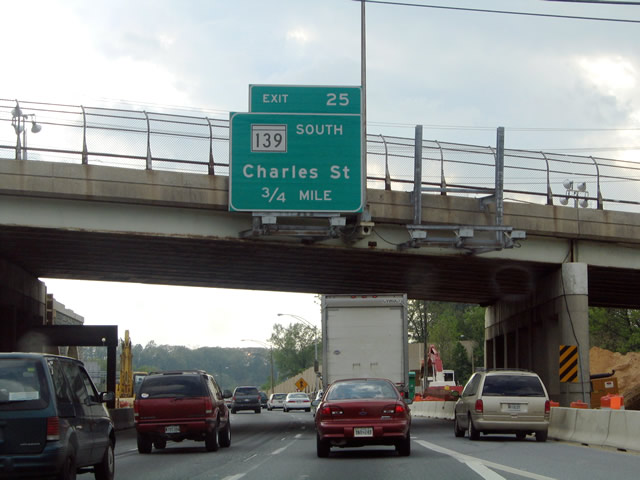 EXIT 25
139 SOUTH
Charles St
3/4 MILE